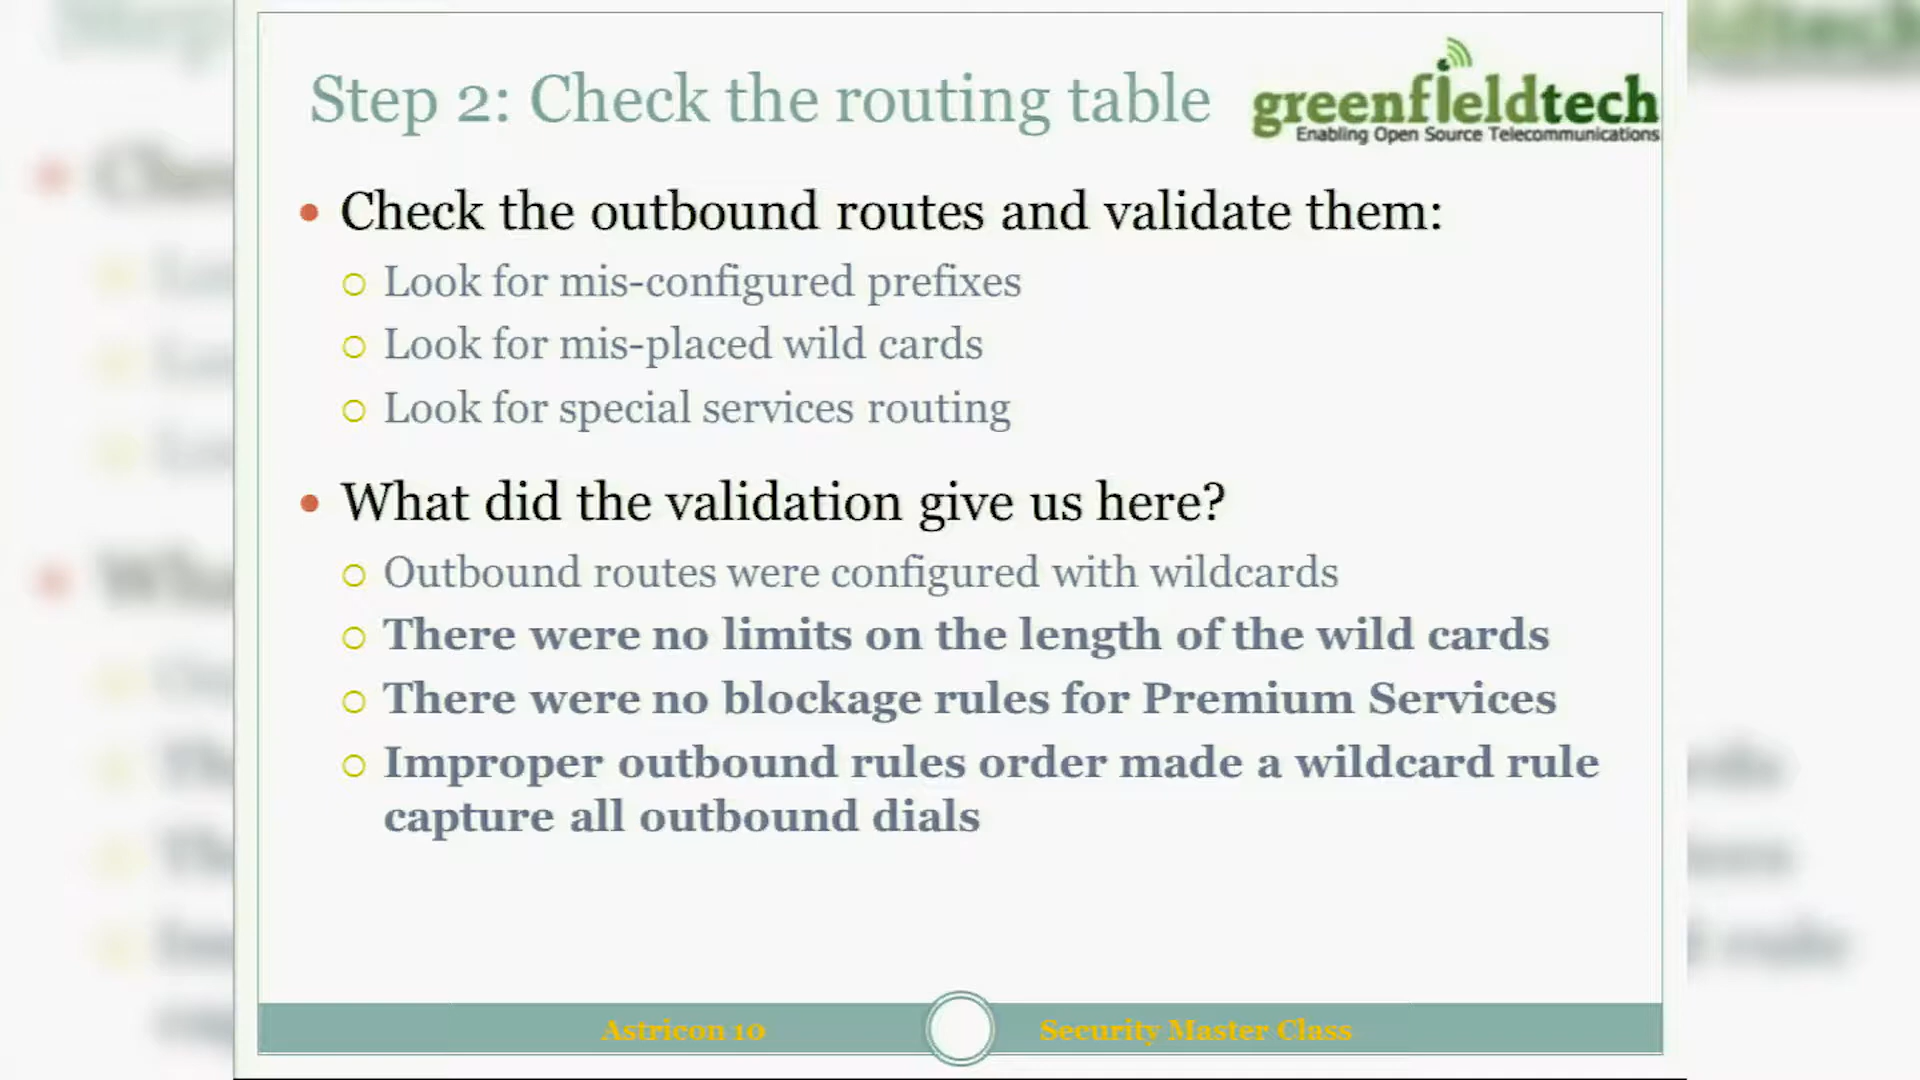 Step 2: Check the routing table
greenfieldtech
Enabling Open Source Telecommunications
• Check the outbound routes and validate them:
○ Look for mis-configured prefixes
○ Look for mis-placed wild cards
○ Look for special services routing
• What did the validation give us here?
○ Outbound routes were configured with wildcards
○ There were no limits on the length of the wild cards
○ There were no blockage rules for Premium Services
○ Improper outbound rules order made a wildcard rule
capture all outbound dials
Astricon 10
Security Master Class